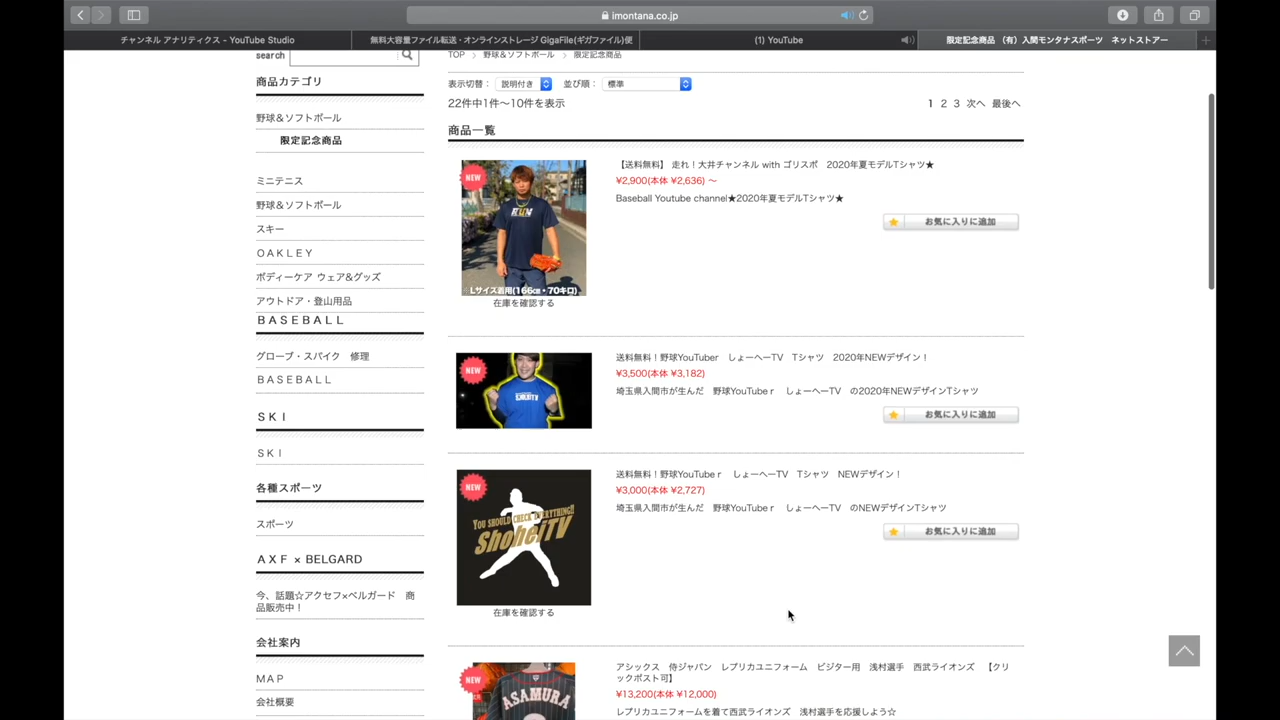 imontana.co.jp
チャンネル アナリティクス - YouTube Studio
無料大容量ファイル転送・オンラインストレージ GigaFile(ギガファイル)便
(1) YouTube
限定記念商品 （有）入間モンタナスポーツ ネットストアー
search
商品カテゴリ
野球＆ソフトボール
限定記念商品
ミニテニス
野球＆ソフトボール
スキー
ＯＡＫＬＥＹ
ボディーケア ウェア&グッズ
アウトドア・登山用品
ＢＡＳＥＢＡＬＬ
グローブ・スパイク 修理
ＢＡＳＥＢＡＬＬ
ＳＫＩ
ＳＫＩ
各種スポーツ
スポーツ
ＡＸＦ × BELGARD
今、話題☆アクセフ×ベルガード 商
品販売中！
会社案内
ＭＡＰ
会社概要
TOP > 野球＆ソフトボール > 限定記念商品
表示切替： 説明付き 並び順： 標準
22件中1件〜10件を表示
1 2 3 次へ 最後へ
商品一覧
NEW
RUN
※Lサイズ着用(166㎝・70キロ)
在庫を確認する
【送料無料】 走れ！大井チャンネル with ゴリスポ 2020年夏モデルTシャツ★
¥2,900(本体 ¥2,636) 〜
Baseball Youtube channel★2020年夏モデルTシャツ★
お気に入りに追加
NEW
SHOHEITV
送料無料！野球YouTuber しょーへーTV Tシャツ 2020年NEWデザイン！
¥3,500(本体 ¥3,182)
埼玉県入間市が生んだ 野球YouTubeｒ しょーへーTV の2020年NEWデザインTシャツ
お気に入りに追加
NEW
YOU SHOULD CHECK EVERYTHING!!
ShoheiTV
在庫を確認する
送料無料！野球YouTubeｒ しょーへーTV Tシャツ NEWデザイン！
¥3,000(本体 ¥2,727)
埼玉県入間市が生んだ 野球YouTubeｒ しょーへーTV のNEWデザインTシャツ
お気に入りに追加
NEW
ASAMURA
アシックス 侍ジャパン レプリカユニフォーム ビジター用 浅村選手 西武ライオンズ 【クリ
ックポスト可】
¥13,200(本体 ¥12,000)
レプリカユニフォームを着て西武ライオンズ 浅村選手を応援しよう☆